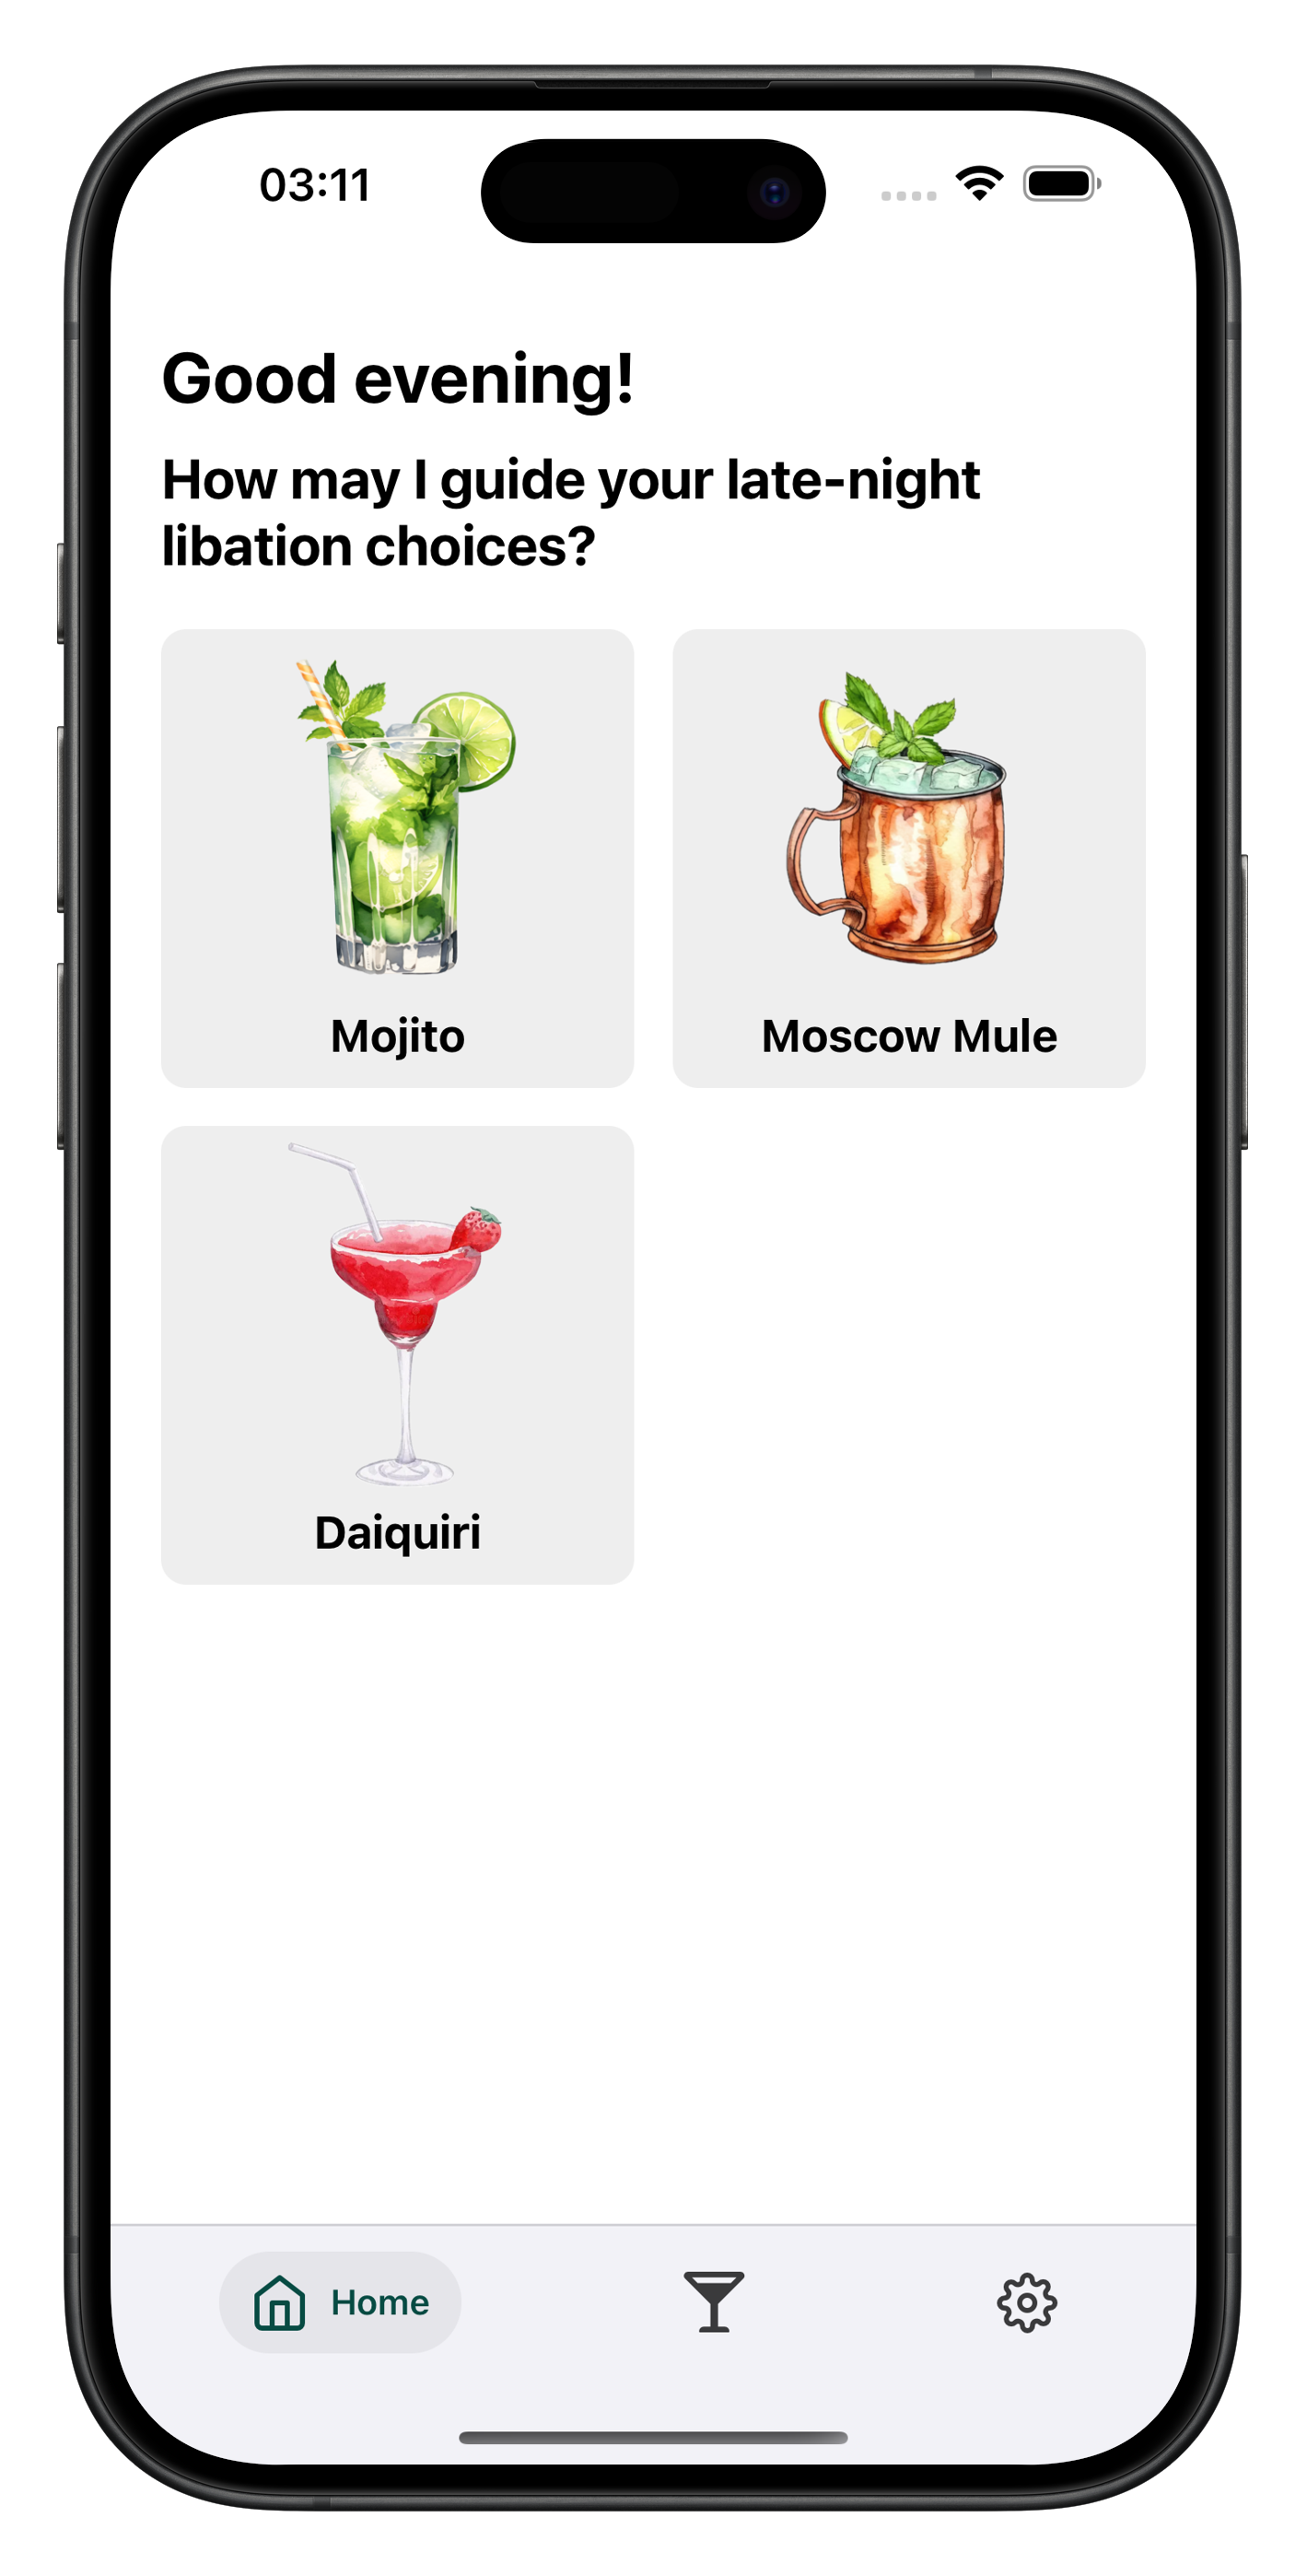 03:11
Good evening!
How may I guide your late-night
libation choices?
Mojito
Moscow Mule
Daiquiri
Home